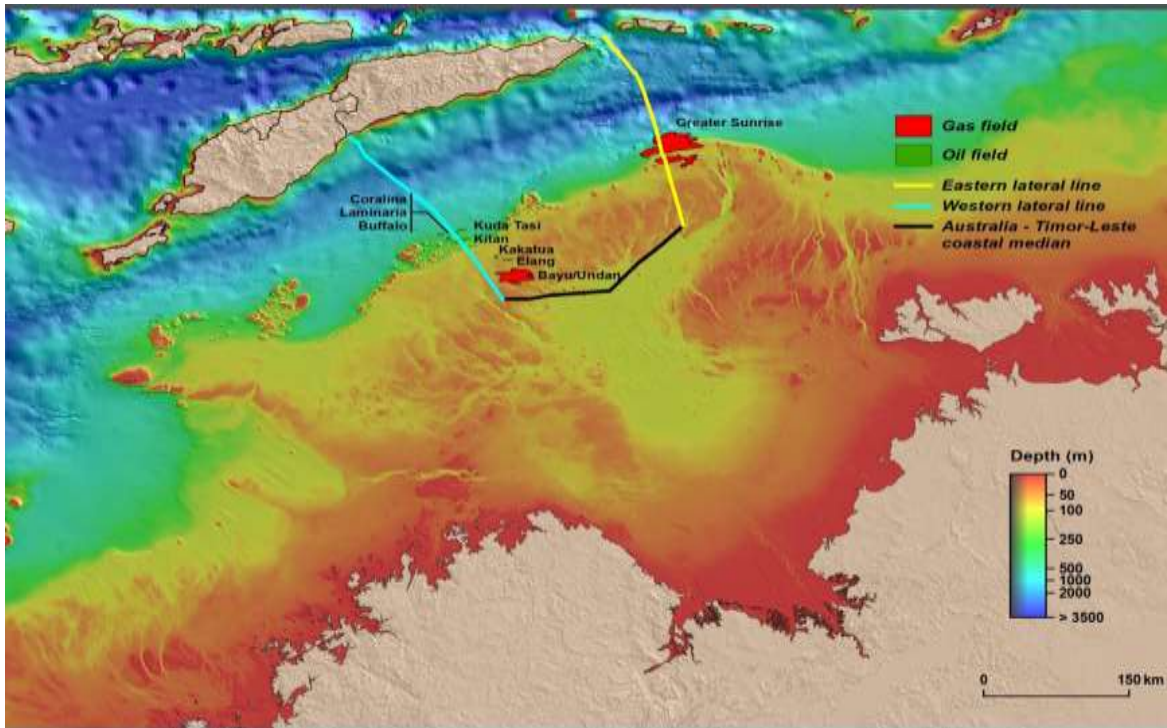 Greater Sunrise
Coralina
Laminaria
Buffalo
Kuda Tasi
Kitan
Kakatua
Elang
Bayu/Undan
Gas field
Oil field
Eastern lateral line
Western lateral line
Australia - Timor-Leste
coastal median
Depth (m)
0
50
100
250
500
1000
2000
> 3500
0 150 km